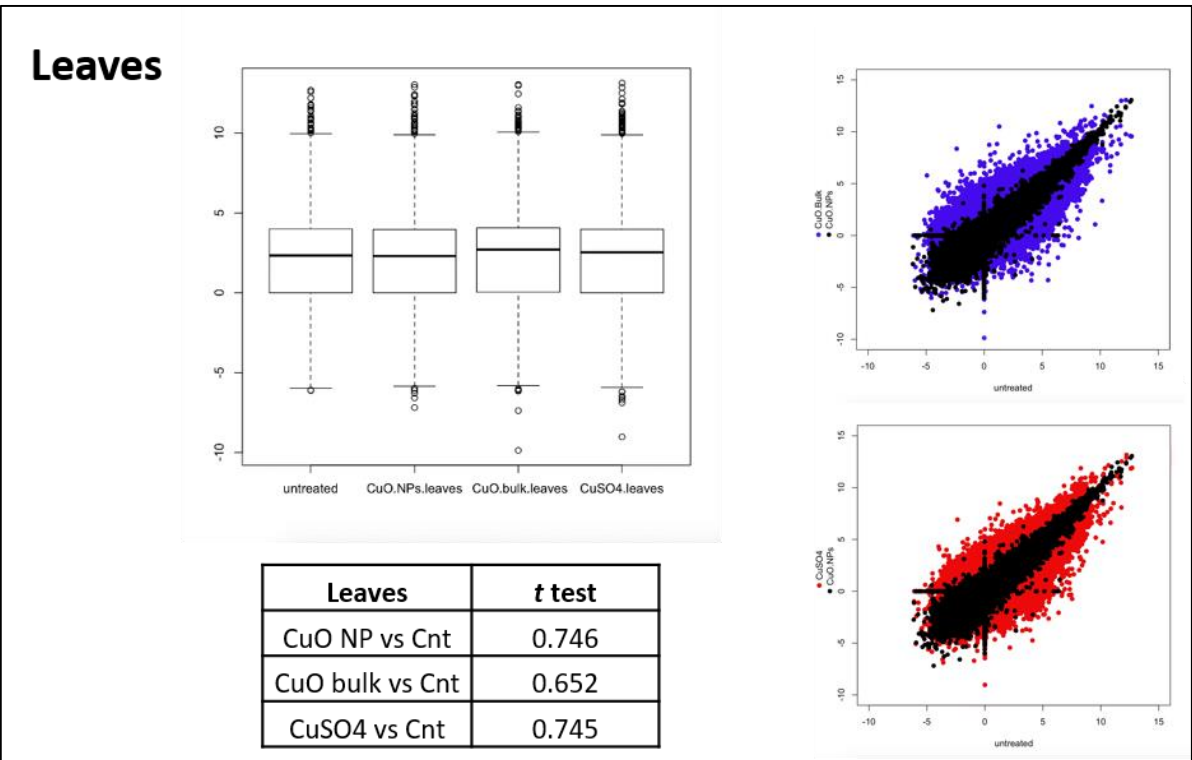 Leaves
10
5
0
-5
-10
untreated CuO.NPs.leaves CuO.bulk.leaves CuSO4.leaves
Leaves t test
CuO NP vs Cnt 0.746
CuO bulk vs Cnt 0.652
CuSO4 vs Cnt 0.745
15
10
5
0
-5
-10
CuO.Bulk
CuO.NPs
-10 -5 0 5 10 15
untreated
15
10
5
0
-5
-10
CuSO4
CuO.NPs
-10 -5 0 5 10 15
untreated